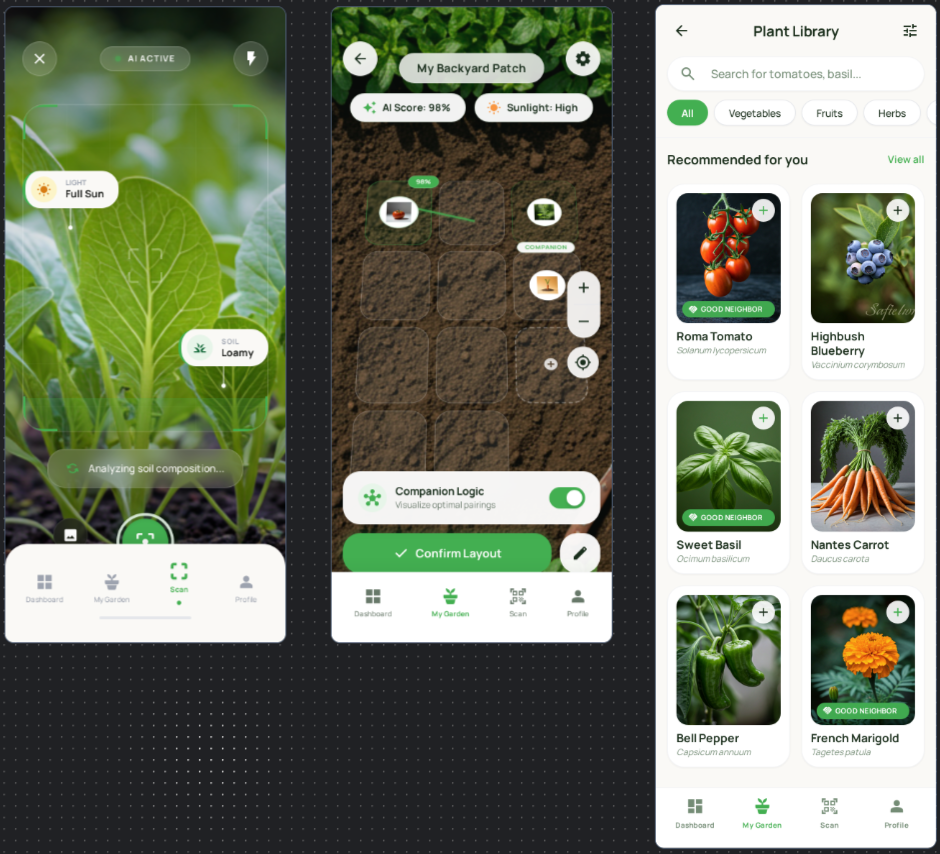 AI ACTIVE
LIGHT
Full Sun
SOIL
Loamy
Analyzing soil composition...
Dashboard
My Garden
Scan
Profile
My Backyard Patch
AI Score: 98%
Sunlight: High
98%
COMPANION
Companion Logic
Visualize optimal pairings
Confirm Layout
Dashboard
My Garden
Scan
Profile
Plant Library
Search for tomatoes, basil...
All
Vegetables
Fruits
Herbs
Recommended for you
View all
GOOD NEIGHBOR
Roma Tomato
Solanum lycopersicum
Highbush
Blueberry
Vaccinium corymbosum
GOOD NEIGHBOR
Sweet Basil
Ocimum basilicum
Nantes Carrot
Daucus carota
Bell Pepper
Capsicum annuum
GOOD NEIGHBOR
French Marigold
Tagetes patula
Dashboard
My Garden
Scan
Profile